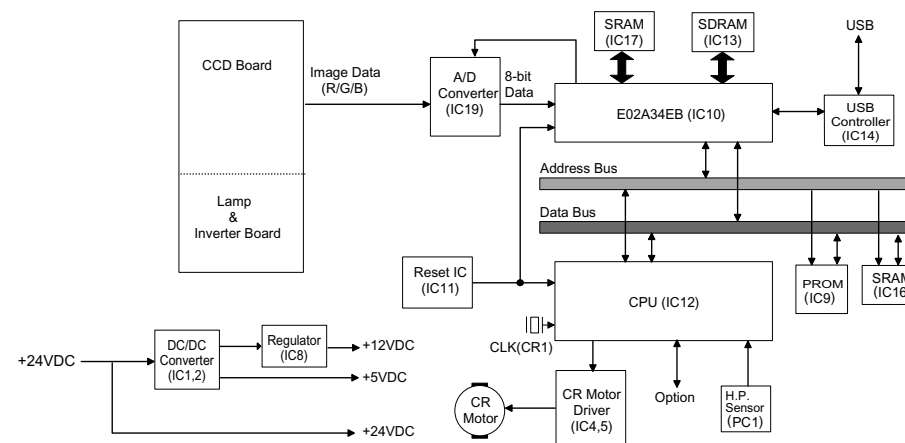 SRAM
(IC17)
SDRAM
(IC13)
USB
CCD Board
Image Data
(R/G/B)
A/D
Converter
(IC19)
8-bit
Data
E02A34EB (IC10)
USB
Controller
(IC14)
Address Bus
Lamp
&
Inverter Board
Data Bus
Reset IC
(IC11)
CPU (IC12)
PROM
(IC9)
SRAM
(IC16)
CLK(CR1)
+24VDC
DC/DC
Converter
(IC1,2)
Regulator
(IC8)
+12VDC
+5VDC
+24VDC
CR
Motor
CR Motor
Driver
(IC4,5)
Option
H.P.
Sensor
(PC1)